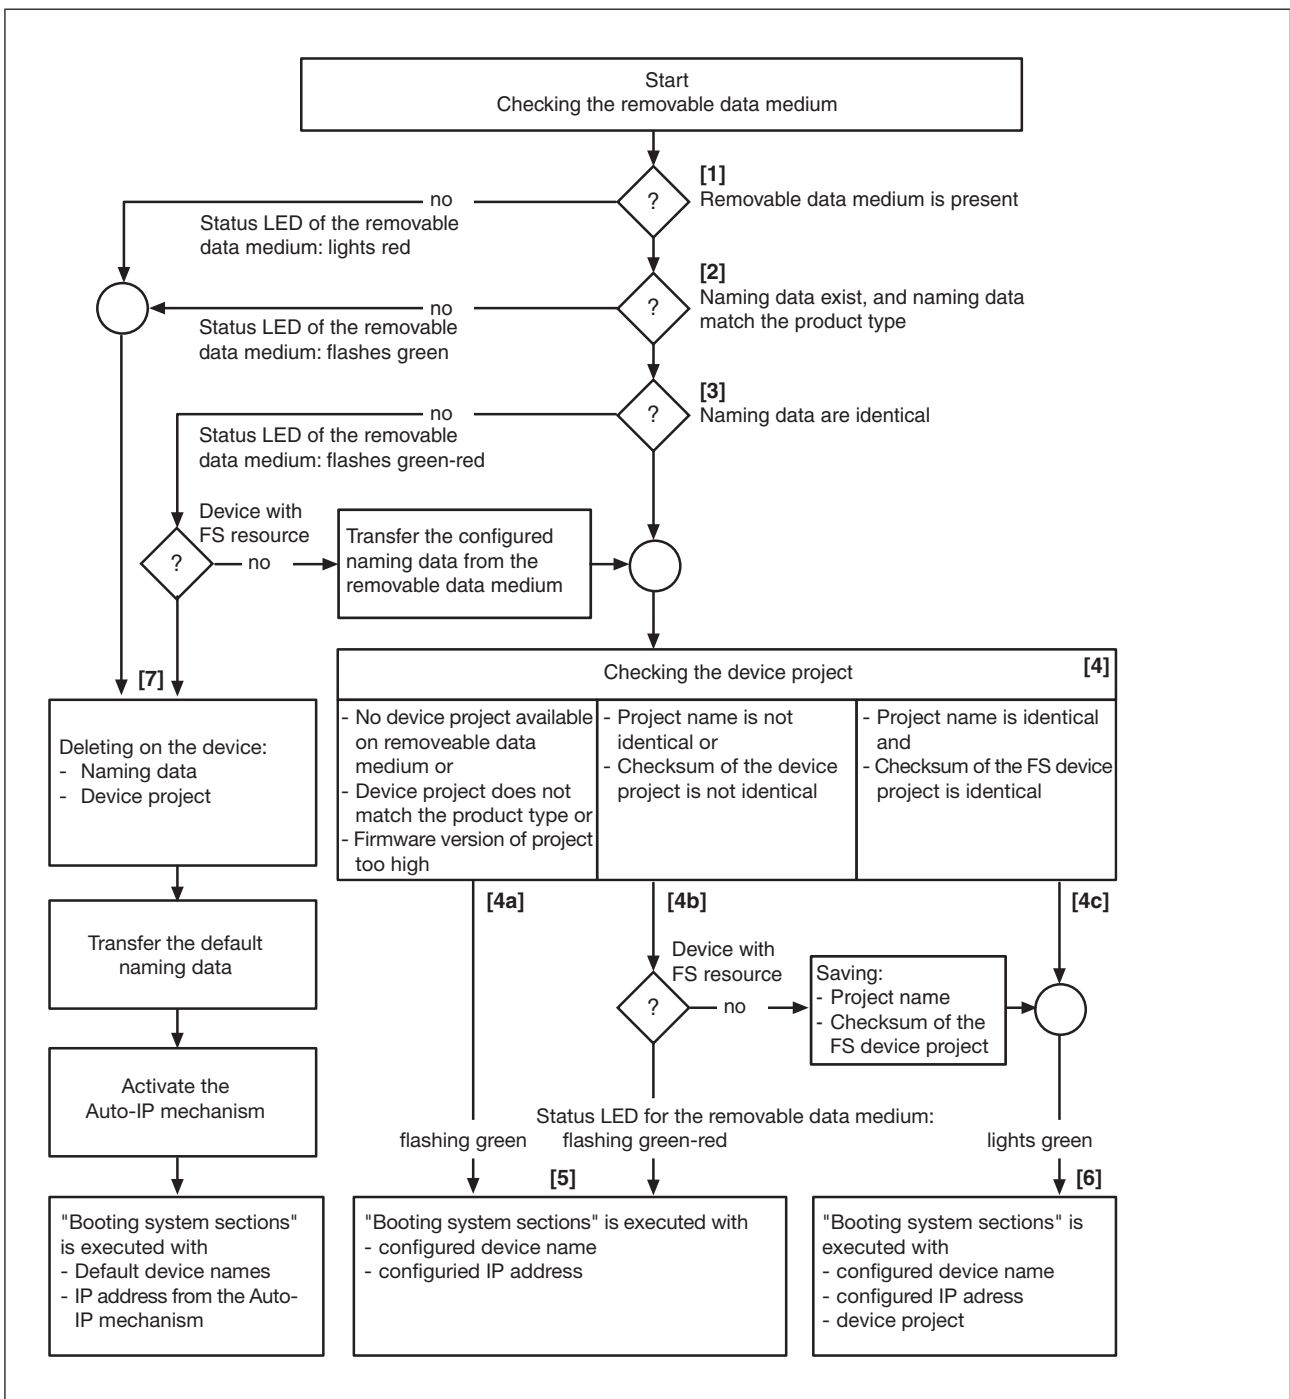 Start
Checking the removable data medium
[1]
?
Removable data medium is present
no
Status LED of the removable
data medium: lights red
[2]
?
Naming data exist, and naming data
match the product type
no
Status LED of the removable
data medium: flashes green
[3]
?
Naming data are identical
no
Status LED of the removable
data medium: flashes green-red
Device with
FS resource
?
no
Transfer the configured
naming data from the
removable data medium
[7]
Deleting on the device:
- Naming data
- Device project
Transfer the default
naming data
Activate the
Auto-IP mechanism
"Booting system sections"
is executed with
- Default device names
- IP address from the Auto-
IP mechanism
Checking the device project
[4]
- No device project available
on removeable data
medium or
- Device project does not
match the product type or
- Firmware version of project
too high
- Project name is not
identical or
- Checksum of the device
project is not identical
- Project name is identical
and
- Checksum of the FS device
project is identical
[4a]
[4b]
[4c]
Device with
FS resource
?
no
Saving:
- Project name
- Checksum of the
FS device project
Status LED for the removable data medium:
flashing green
flashing green-red
lights green
[5]
[6]
"Booting system sections" is executed with
- configured device name
- configuried IP address
"Booting system sections" is
executed with
- configured device name
- configured IP adress
- device project